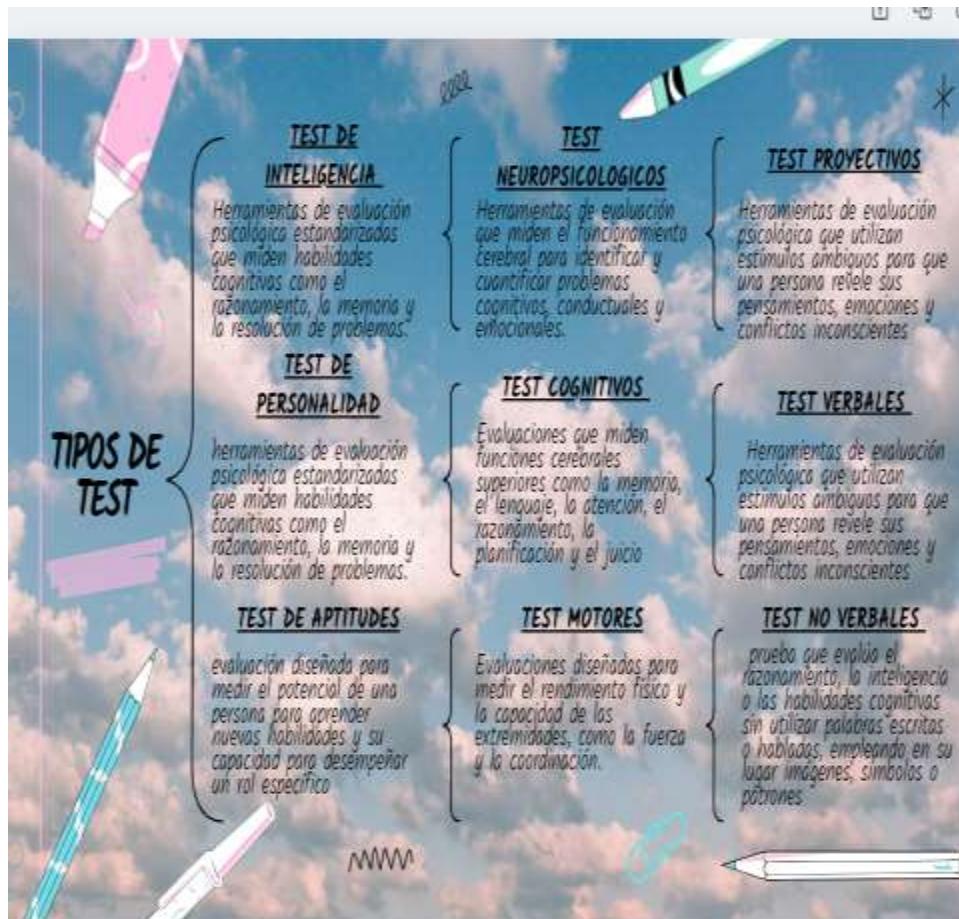 TIPOS DE
TEST
TEST DE
INTELIGENCIA
Herramientas de evaluación
psicológica estandarizadas
que miden habilidades
cognitivas como el
razonamiento, la memoria y
la resolución de problemas.
TEST DE
PERSONALIDAD
herramientas de evaluación
psicológica estandarizadas
que miden habilidades
cognitivas como el
razonamiento, la memoria y
la resolución de problemas.
TEST DE APTITUDES
evaluación diseñada para
medir el potencial de una
persona para aprender
nuevas habilidades y su
capacidad para desempeñar
un rol específico
TEST
NEUROPSICOLOGICOS
Herramientas de evaluación
que miden el funcionamiento
cerebral para identificar y
cuantificar problemas
cognitivos, conductuales y
emocionales.
TEST COGNITIVOS
Evaluaciones que miden
funciones cerebrales
superiores como la memoria,
el lenguaje, la atención, el
razonamiento, la
planificación y el juicio
TEST MOTORES
Evaluaciones diseñadas para
medir el rendimiento físico y
la capacidad de las
extremidades, como la fuerza
y la coordinación.
TEST PROYECTIVOS
Herramientas de evaluación
psicológica que utilizan
estímulos ambiguos para que
una persona revele sus
pensamientos, emociones y
conflictos inconscientes
TEST VERBALES
Herramientas de evaluación
psicológica que utilizan
estímulos ambiguos para que
una persona revele sus
pensamientos, emociones y
conflictos inconscientes
TEST NO VERBALES
prueba que evalúa el
razonamiento, la inteligencia
o las habilidades cognitivas
sin utilizar palabras escritas
o habladas, empleando en su
lugar imágenes, símbolos o
patrones